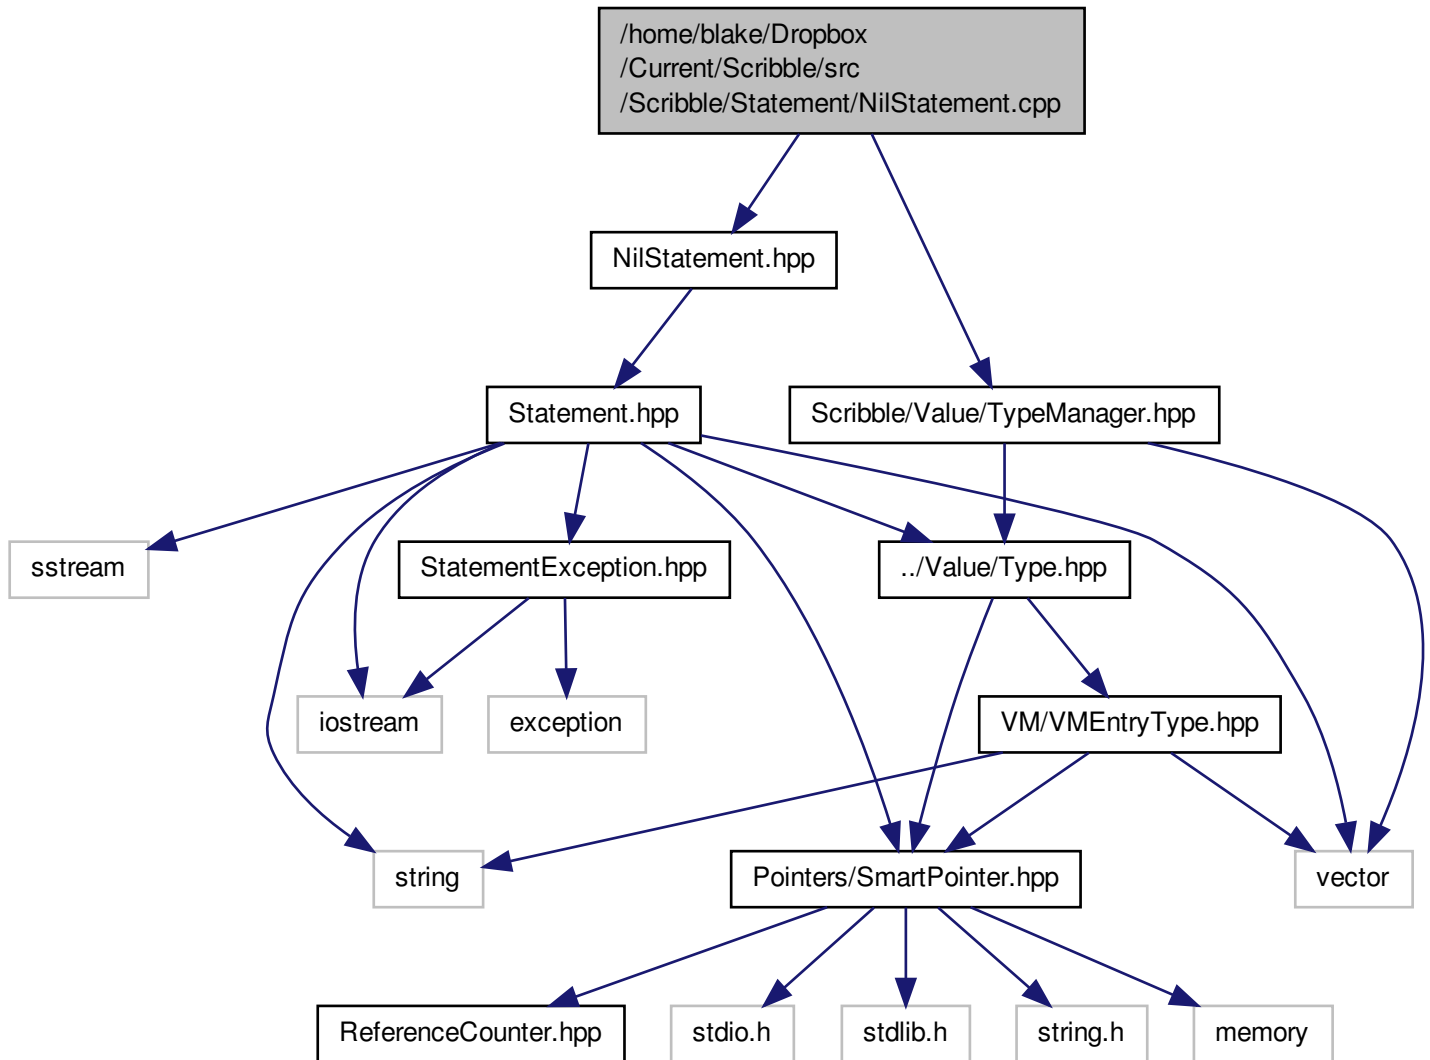 /home/blake/Dropbox
/Current/Scribble/src
/Scribble/Statement/NilStatement.cpp
NilStatement.hpp
Statement.hpp
Scribble/Value/TypeManager.hpp
sstream
StatementException.hpp
../Value/Type.hpp
iostream
exception
VM/VMEntryType.hpp
string
Pointers/SmartPointer.hpp
vector
ReferenceCounter.hpp
stdio.h
stdlib.h
string.h
memory